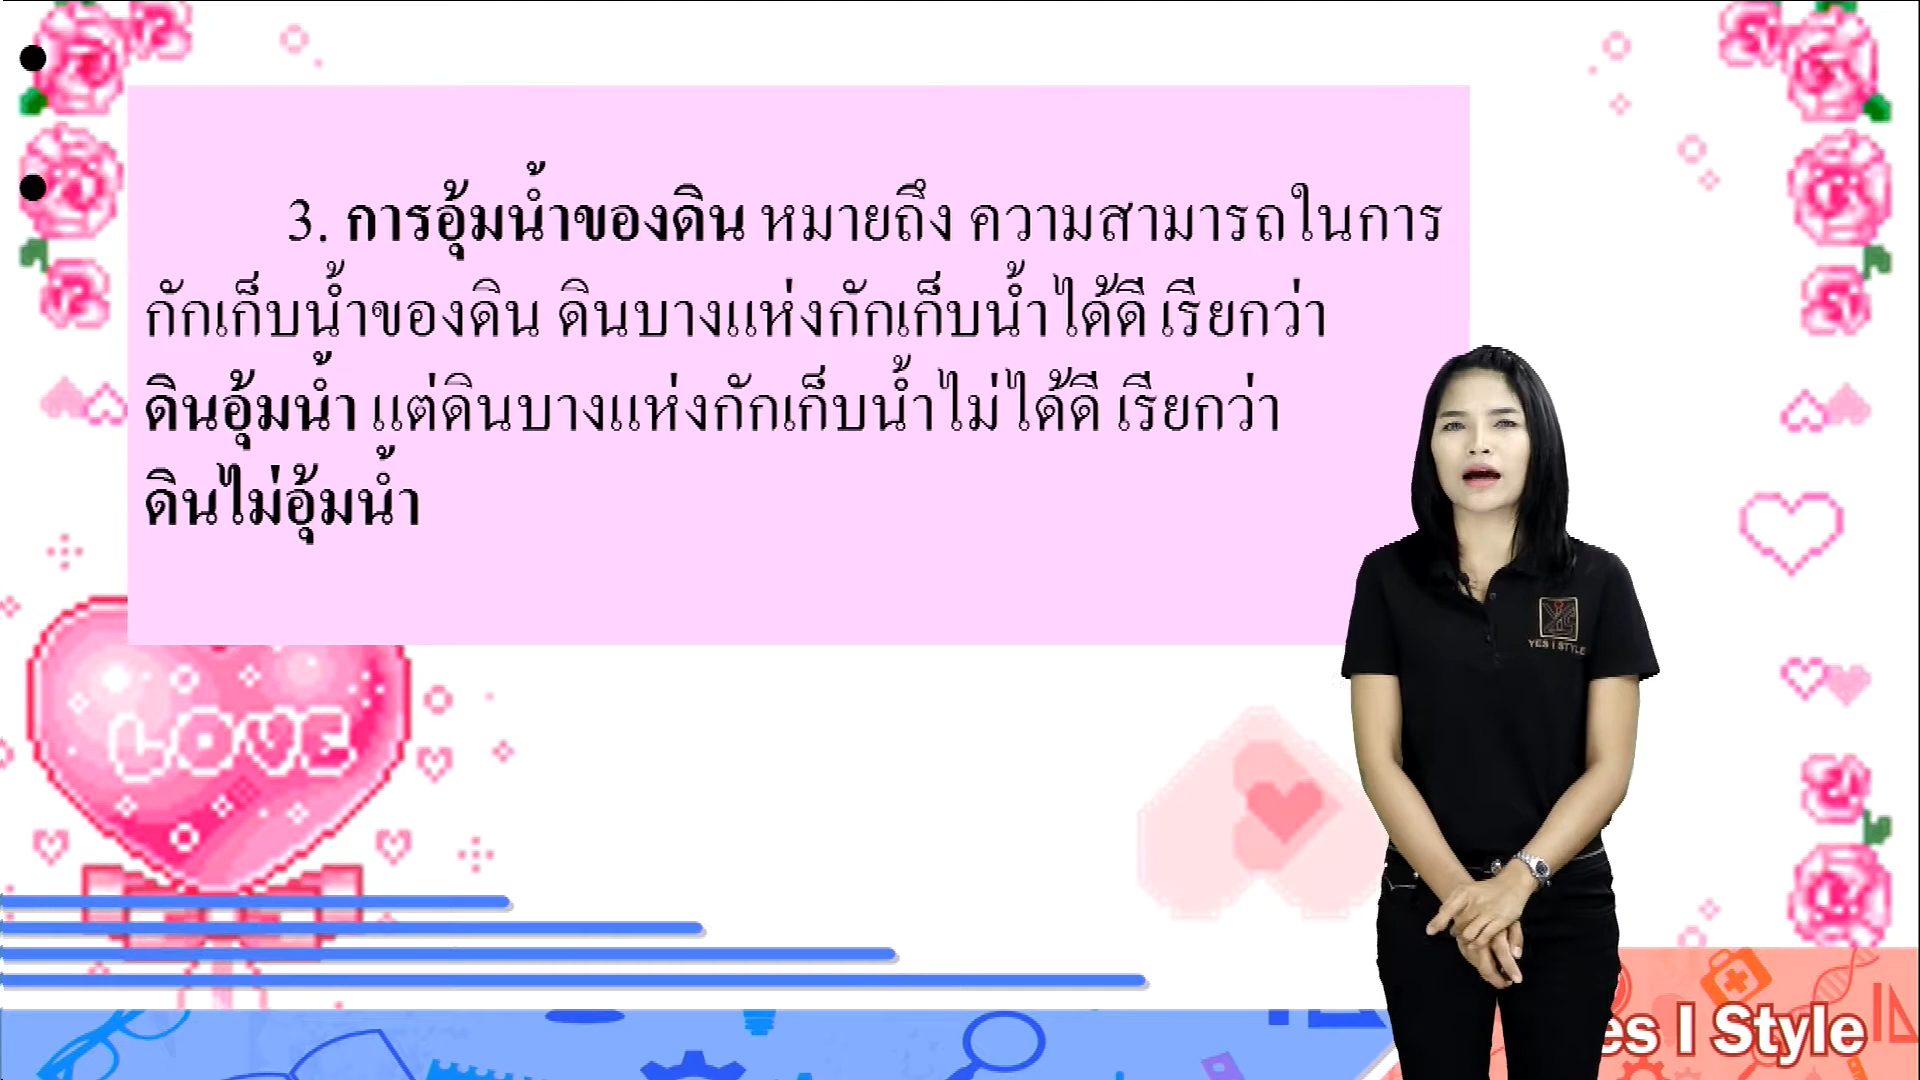 3. การอุ้มน้ำของดิน หมายถึง ความสามารถในการ
กักเก็บน้ำของดิน ดินบางแห่งกักเก็บน้ำได้ดี เรียกว่า
ดินอุ้มน้ำ แต่ดินบางแห่งกักเก็บน้ำไม่ได้ดี เรียกว่า
ดินไม่อุ้มน้ำ
YES I STYLE
LOVE
es I Style